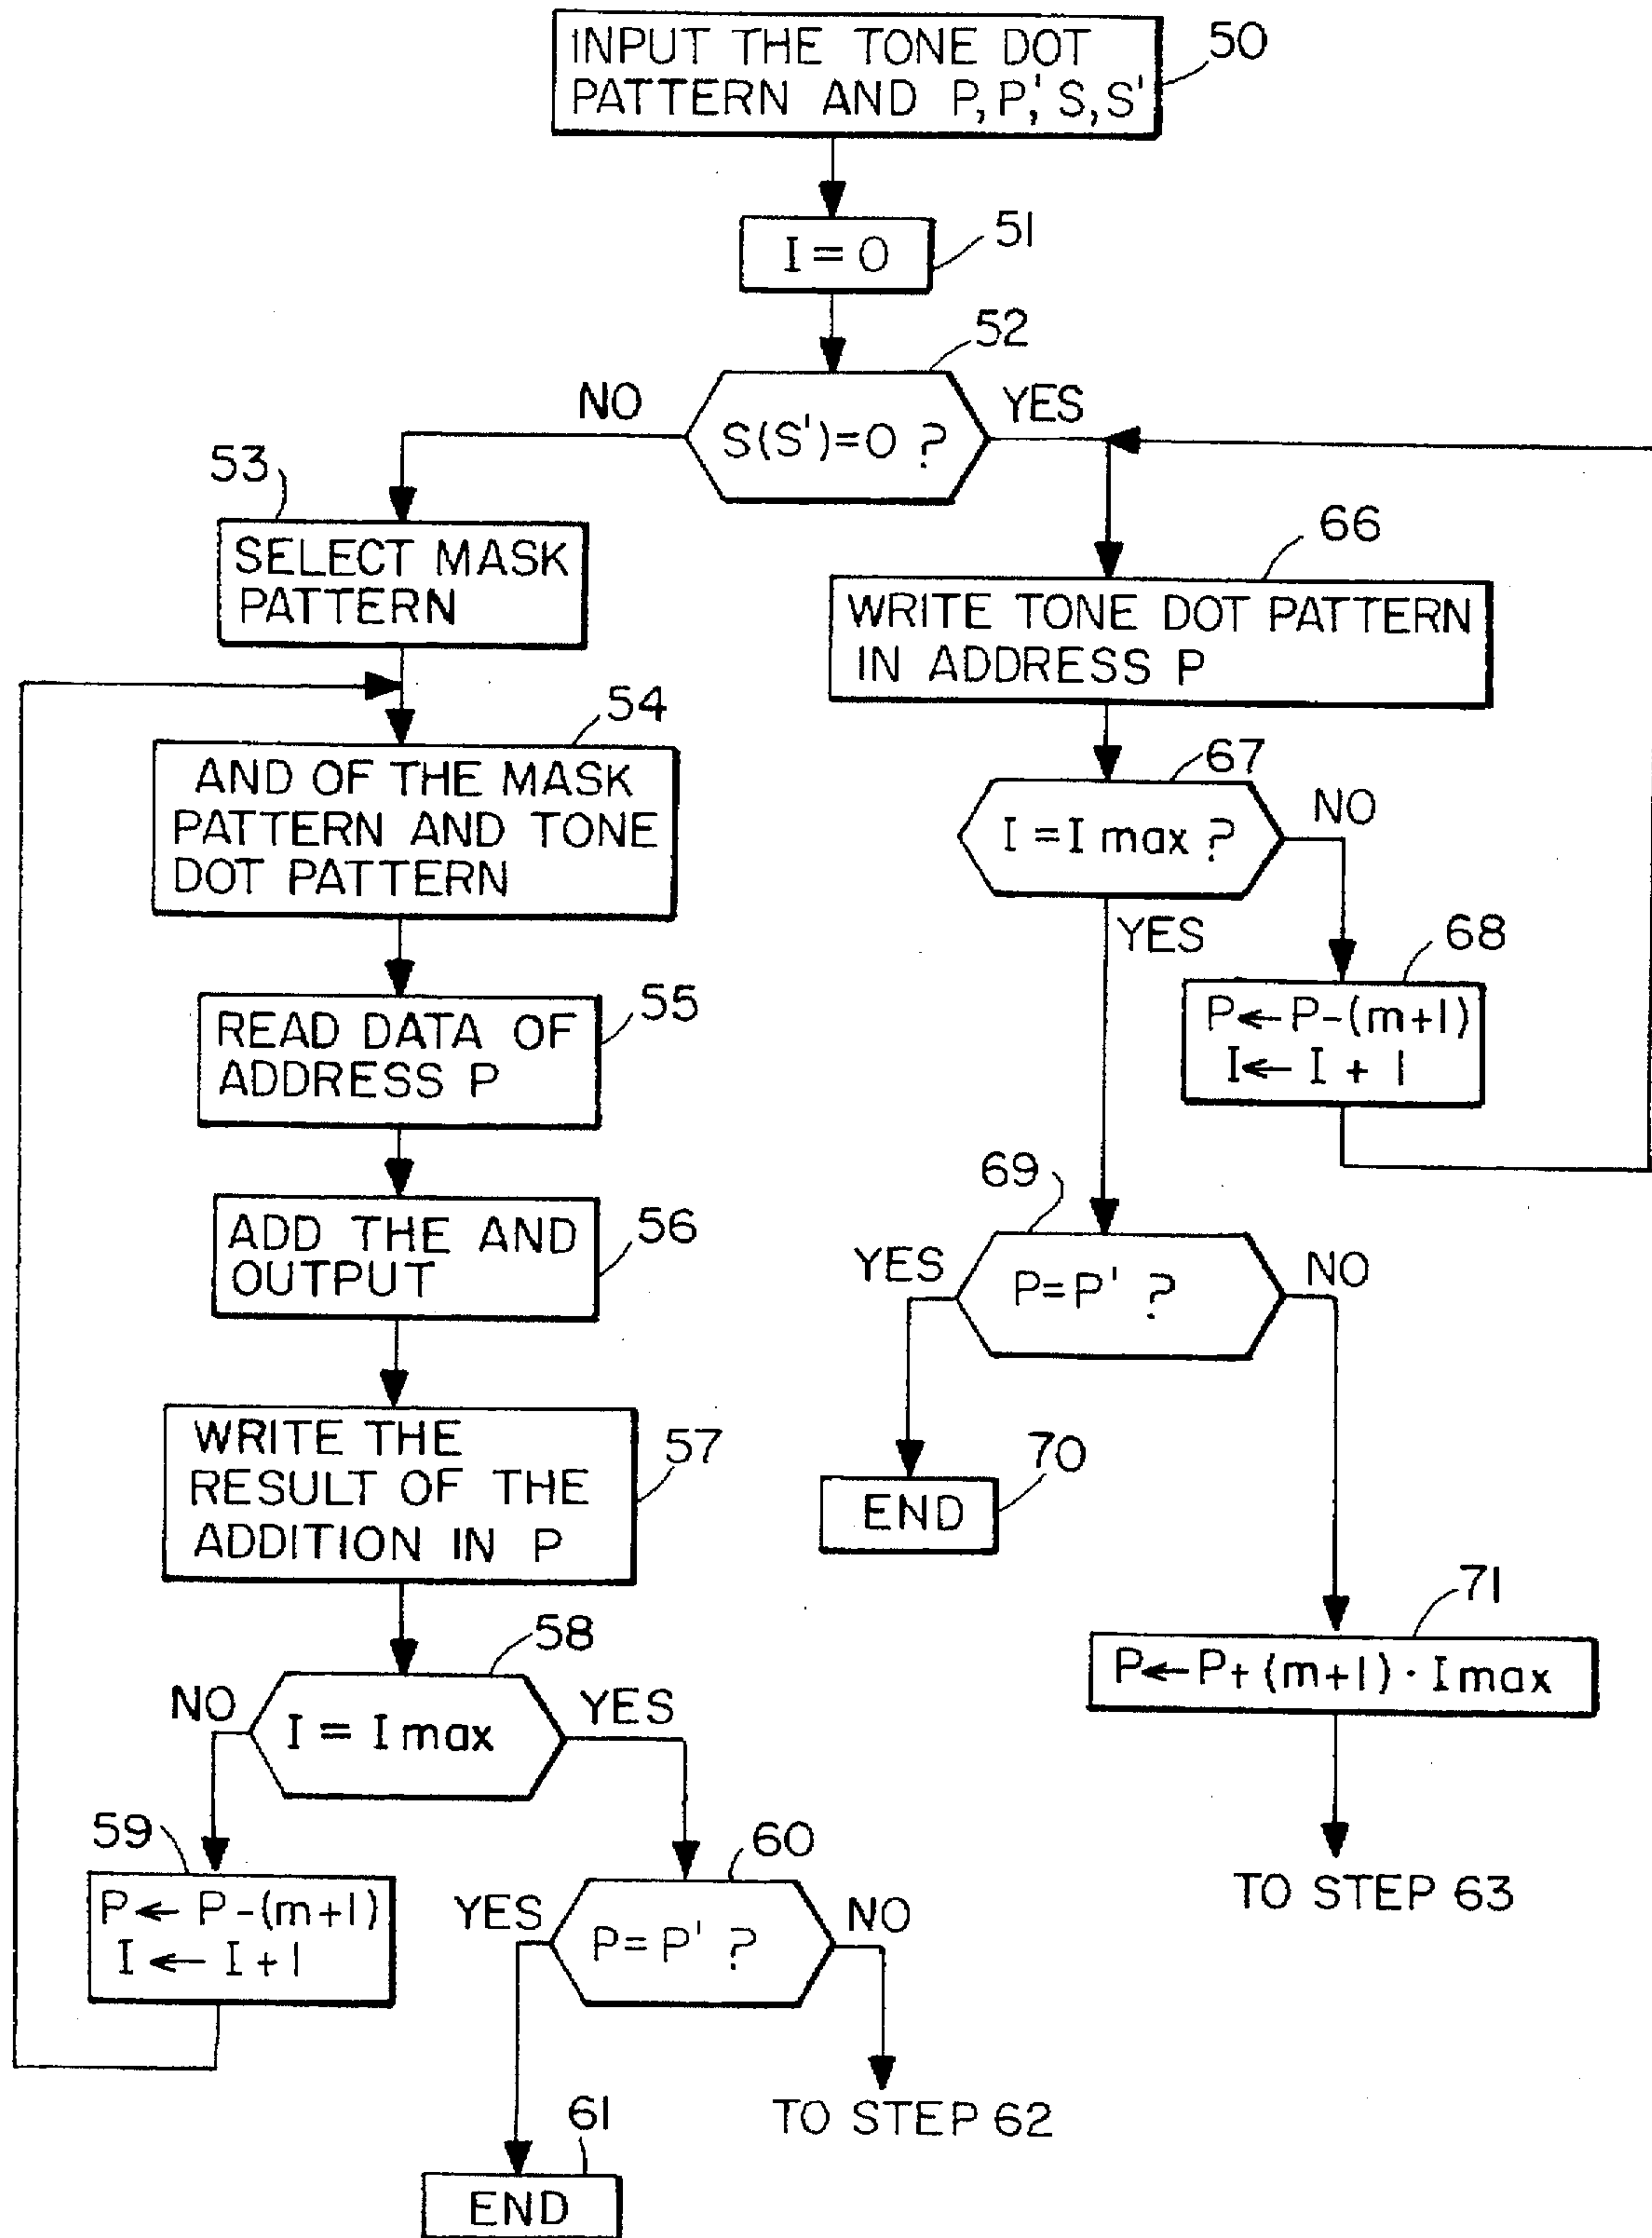 INPUT THE TONE DOT
PATTERN AND P, P,' S, S'
50
I = 0
51
52
S(S')=0 ?
NO
YES
53
SELECT MASK
PATTERN
54
AND OF THE MASK
PATTERN AND TONE
DOT PATTERN
55
READ DATA OF
ADDRESS P
56
ADD THE AND
OUTPUT
57
WRITE THE
RESULT OF THE
ADDITION IN P
58
I = I max
NO
YES
59
P ← P -(m+1)
I ← I + 1
60
P = P' ?
YES
NO
61
END
TO STEP 62
66
WRITE TONE DOT PATTERN
IN ADDRESS P
67
I = I max ?
NO
YES
68
P ← P -(m+1)
I ← I + 1
69
P = P' ?
YES
NO
70
END
71
P ← P + (m+1) · I max
TO STEP 63